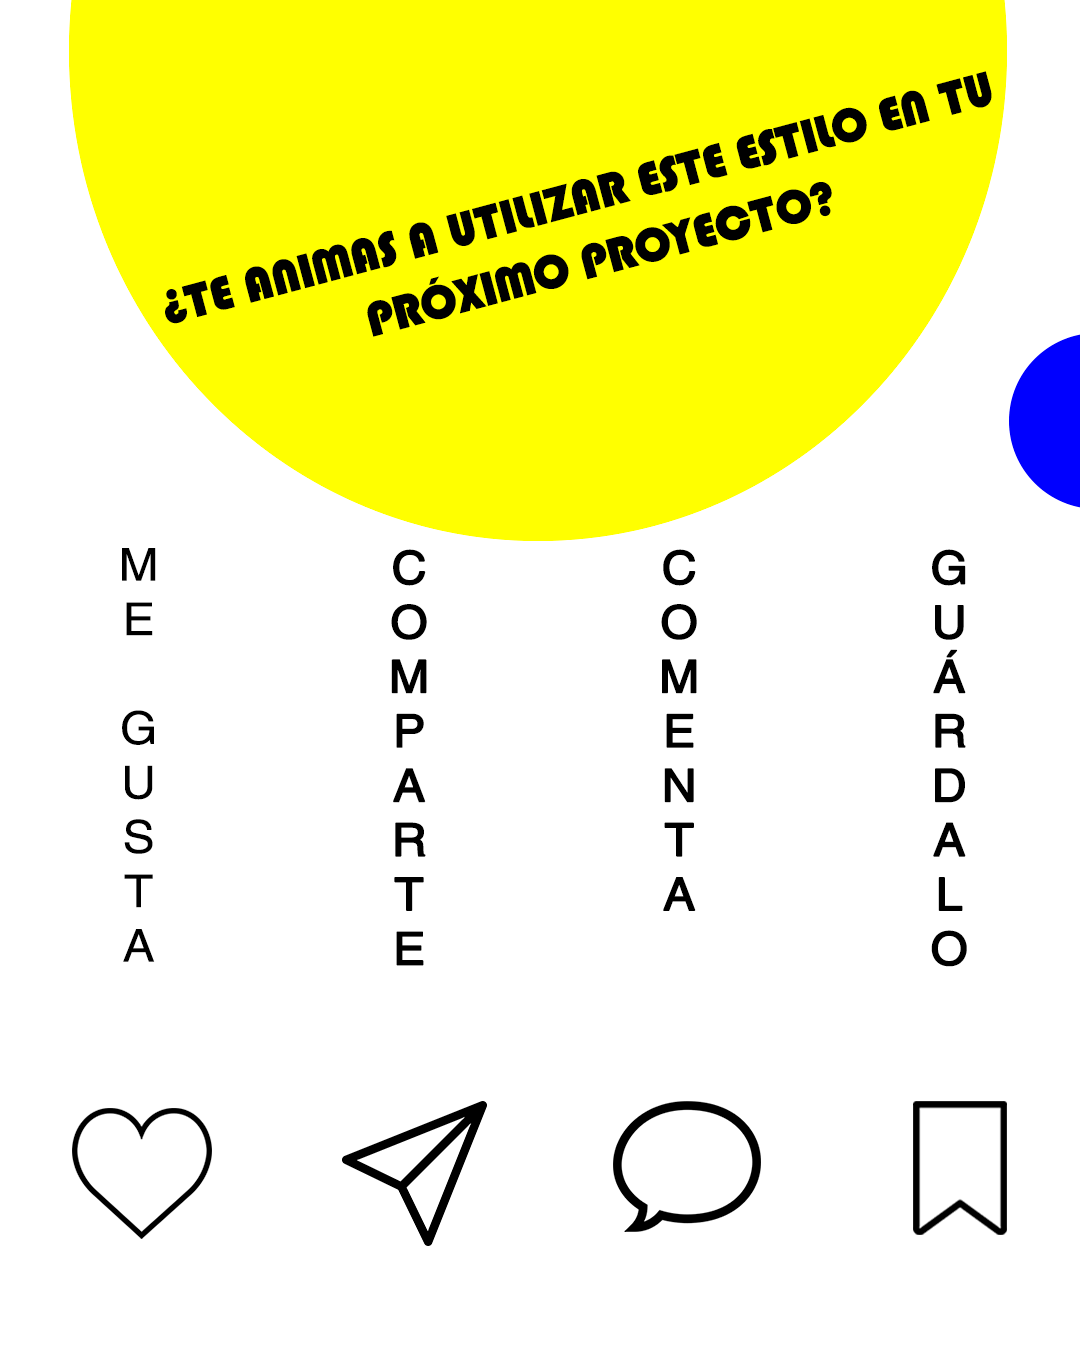 ¿TE ANIMAS A UTILIZAR ESTE ESTILO EN TU
PRÓXIMO PROYECTO?
ME GUSTA
COMPARTE
COMENTA
GUÁRDALO